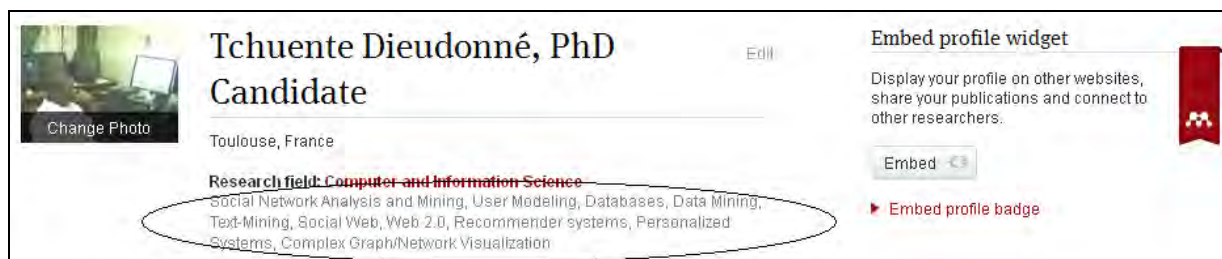 Tchuente Dieudonné, PhD
Candidate
Edit
Change Photo
Toulouse, France
Research field: Computer and Information Science
Social Network Analysis and Mining, User Modeling, Databases, Data Mining,
Text-Mining, Social Web, Web 2.0, Recommender systems, Personalized
Systems, Complex Graph/Network Visualization
Embed profile widget
Display your profile on other websites,
share your publications and connect to
other researchers.
Embed
Embed profile badge